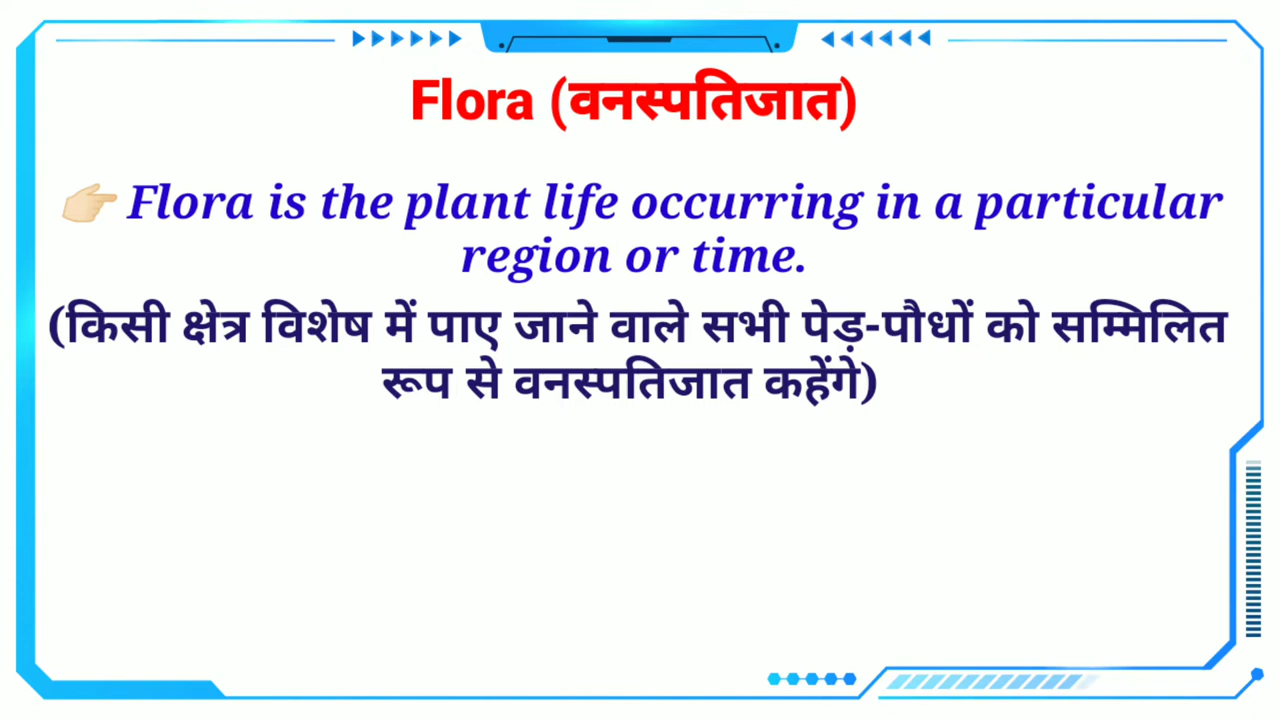 Flora (वनस्पतिजात)
👉🏻 Flora is the plant life occurring in a particular
region or time.
(किसी क्षेत्र विशेष में पाए जाने वाले सभी पेड़-पौधों को सम्मिलित
रूप से वनस्पतिजात कहेंगे)